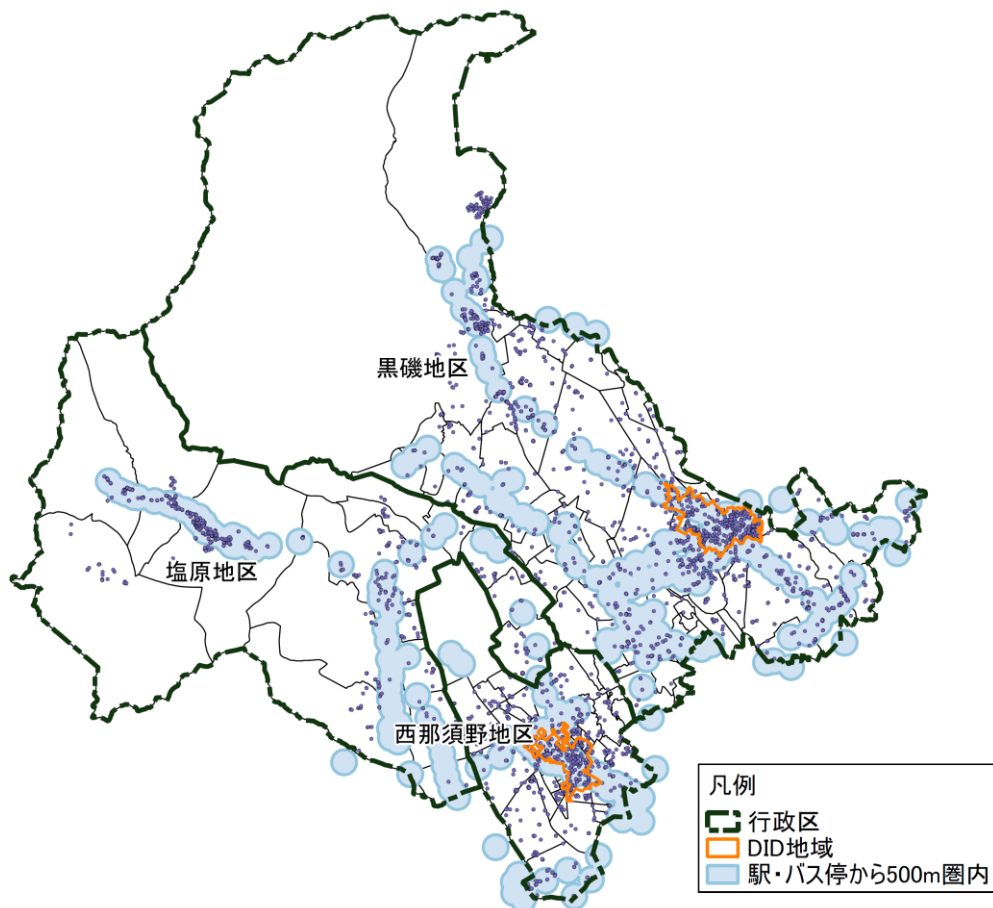 黒磯地区
塩原地区
西那須野地区
凡例
行政区
DID地域
駅・バス停から500m圏内